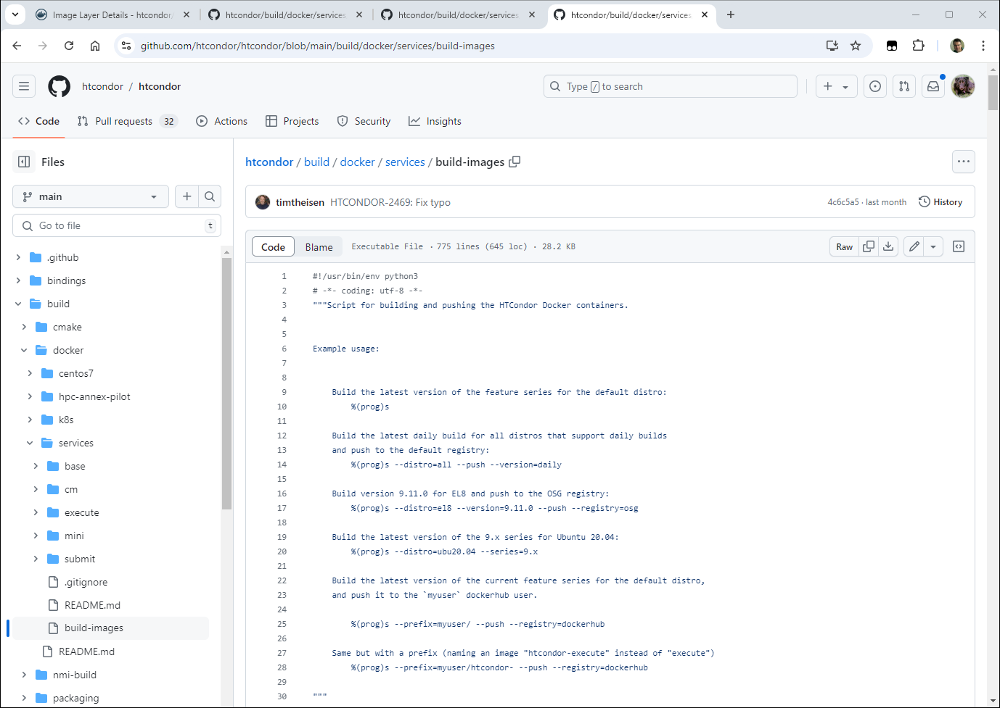 Image Layer Details - htcondor/
htcondor/build/docker/services
htcondor/build/docker/services
htcondor/build/docker/services
github.com/htcondor/htcondor/blob/main/build/docker/services/build-images
htcondor / htcondor
Type / to search
Code
Pull requests 32
Actions
Projects
Security
Insights
Files
htcondor / build / docker / services / build-images
main
timtheisen HTCONDOR-2469: Fix typo
4c6c5a5 · last month
History
Go to file
t
Code
Blame
Executable File · 775 lines (645 loc) · 28.2 KB
Raw
.github
bindings
build
cmake
docker
centos7
hpc-annex-pilot
k8s
services
base
cm
execute
mini
submit
.gitignore
README.md
build-images
README.md
nmi-build
packaging
1 #!/usr/bin/env python3
2 # -*- coding: utf-8 -*-
3 """Script for building and pushing the HTCondor Docker containers.
4
5
6 Example usage:
7
8
9 Build the latest version of the feature series for the default distro:
10 %(prog)s
11
12 Build the latest daily build for all distros that support daily builds
13 and push to the default registry:
14 %(prog)s --distro=all --push --version=daily
15
16 Build version 9.11.0 for EL8 and push to the OSG registry:
17 %(prog)s --distro=el8 --version=9.11.0 --push --registry=osg
18
19 Build the latest version of the 9.x series for Ubuntu 20.04:
20 %(prog)s --distro=ubu20.04 --series=9.x
21
22 Build the latest version of the current feature series for the default distro,
23 and push it to the `myuser` dockerhub user.
24
25 %(prog)s --prefix=myuser/ --push --registry=dockerhub
26
27 Same but with a prefix (naming an image "htcondor-execute" instead of "execute")
28 %(prog)s --prefix=myuser/htcondor- --push --registry=dockerhub
29
30 """